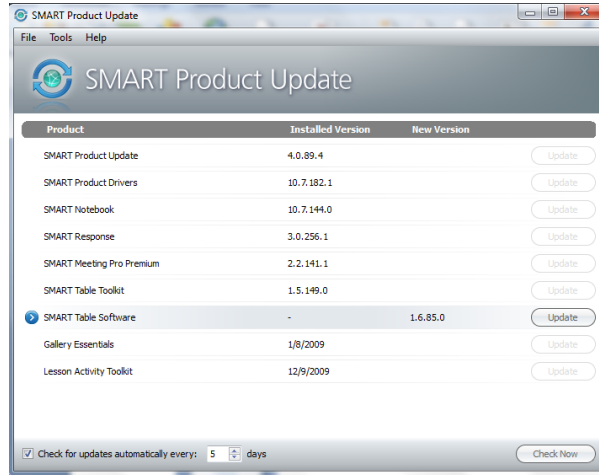 SMART Product Update
File Tools Help
SMART Product Update
Product Installed Version New Version
SMART Product Update 4.0.89.4 Update
SMART Product Drivers 10.7.182.1 Update
SMART Notebook 10.7.144.0 Update
SMART Response 3.0.256.1 Update
SMART Meeting Pro Premium 2.2.141.1 Update
SMART Table Toolkit 1.5.149.0 Update
SMART Table Software - 1.6.85.0 Update
Gallery Essentials 1/8/2009 Update
Lesson Activity Toolkit 12/9/2009 Update
Check for updates automatically every: 5 days Check Now